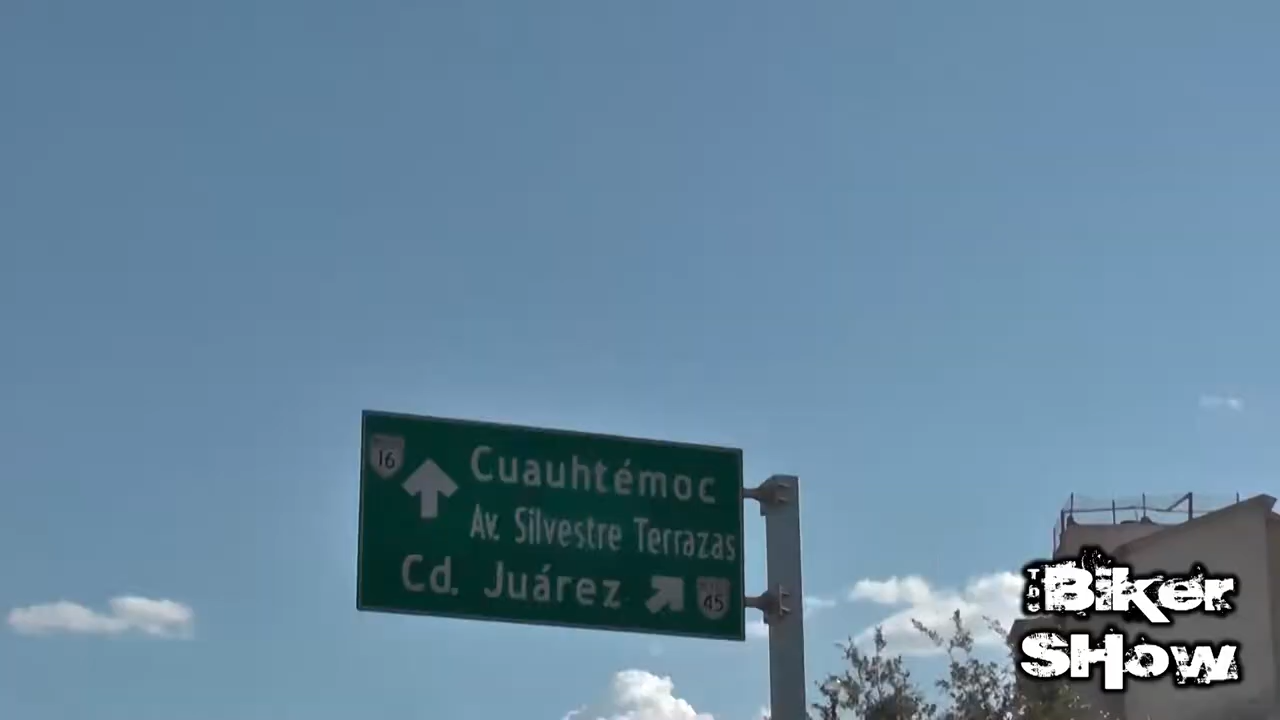 16
Cuauhtémoc
Av. Silvestre Terrazas
Cd. Juárez
45
The
Biker
Show